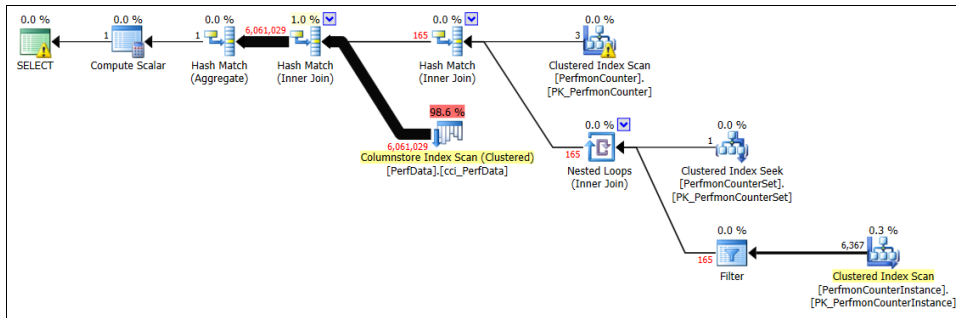 0.0 %
SELECT
1
0.0 %
Compute Scalar
1
0.0 %
Hash Match
(Aggregate)
6,061,029
1.0 %
Hash Match
(Inner Join)
165
0.0 %
Hash Match
(Inner Join)
3
0.0 %
Clustered Index Scan
[PerfmonCounter].
[PK_PerfmonCounter]
6,061,029
98.6 %
Columnstore Index Scan (Clustered)
[PerfData].[cci_PerfData]
165
0.0 %
Nested Loops
(Inner Join)
1
0.0 %
Clustered Index Seek
[PerfmonCounterSet].
[PK_PerfmonCounterSet]
165
0.0 %
Filter
6,367
0.3 %
Clustered Index Scan
[PerfmonCounterInstance].
[PK_PerfmonCounterInstance]